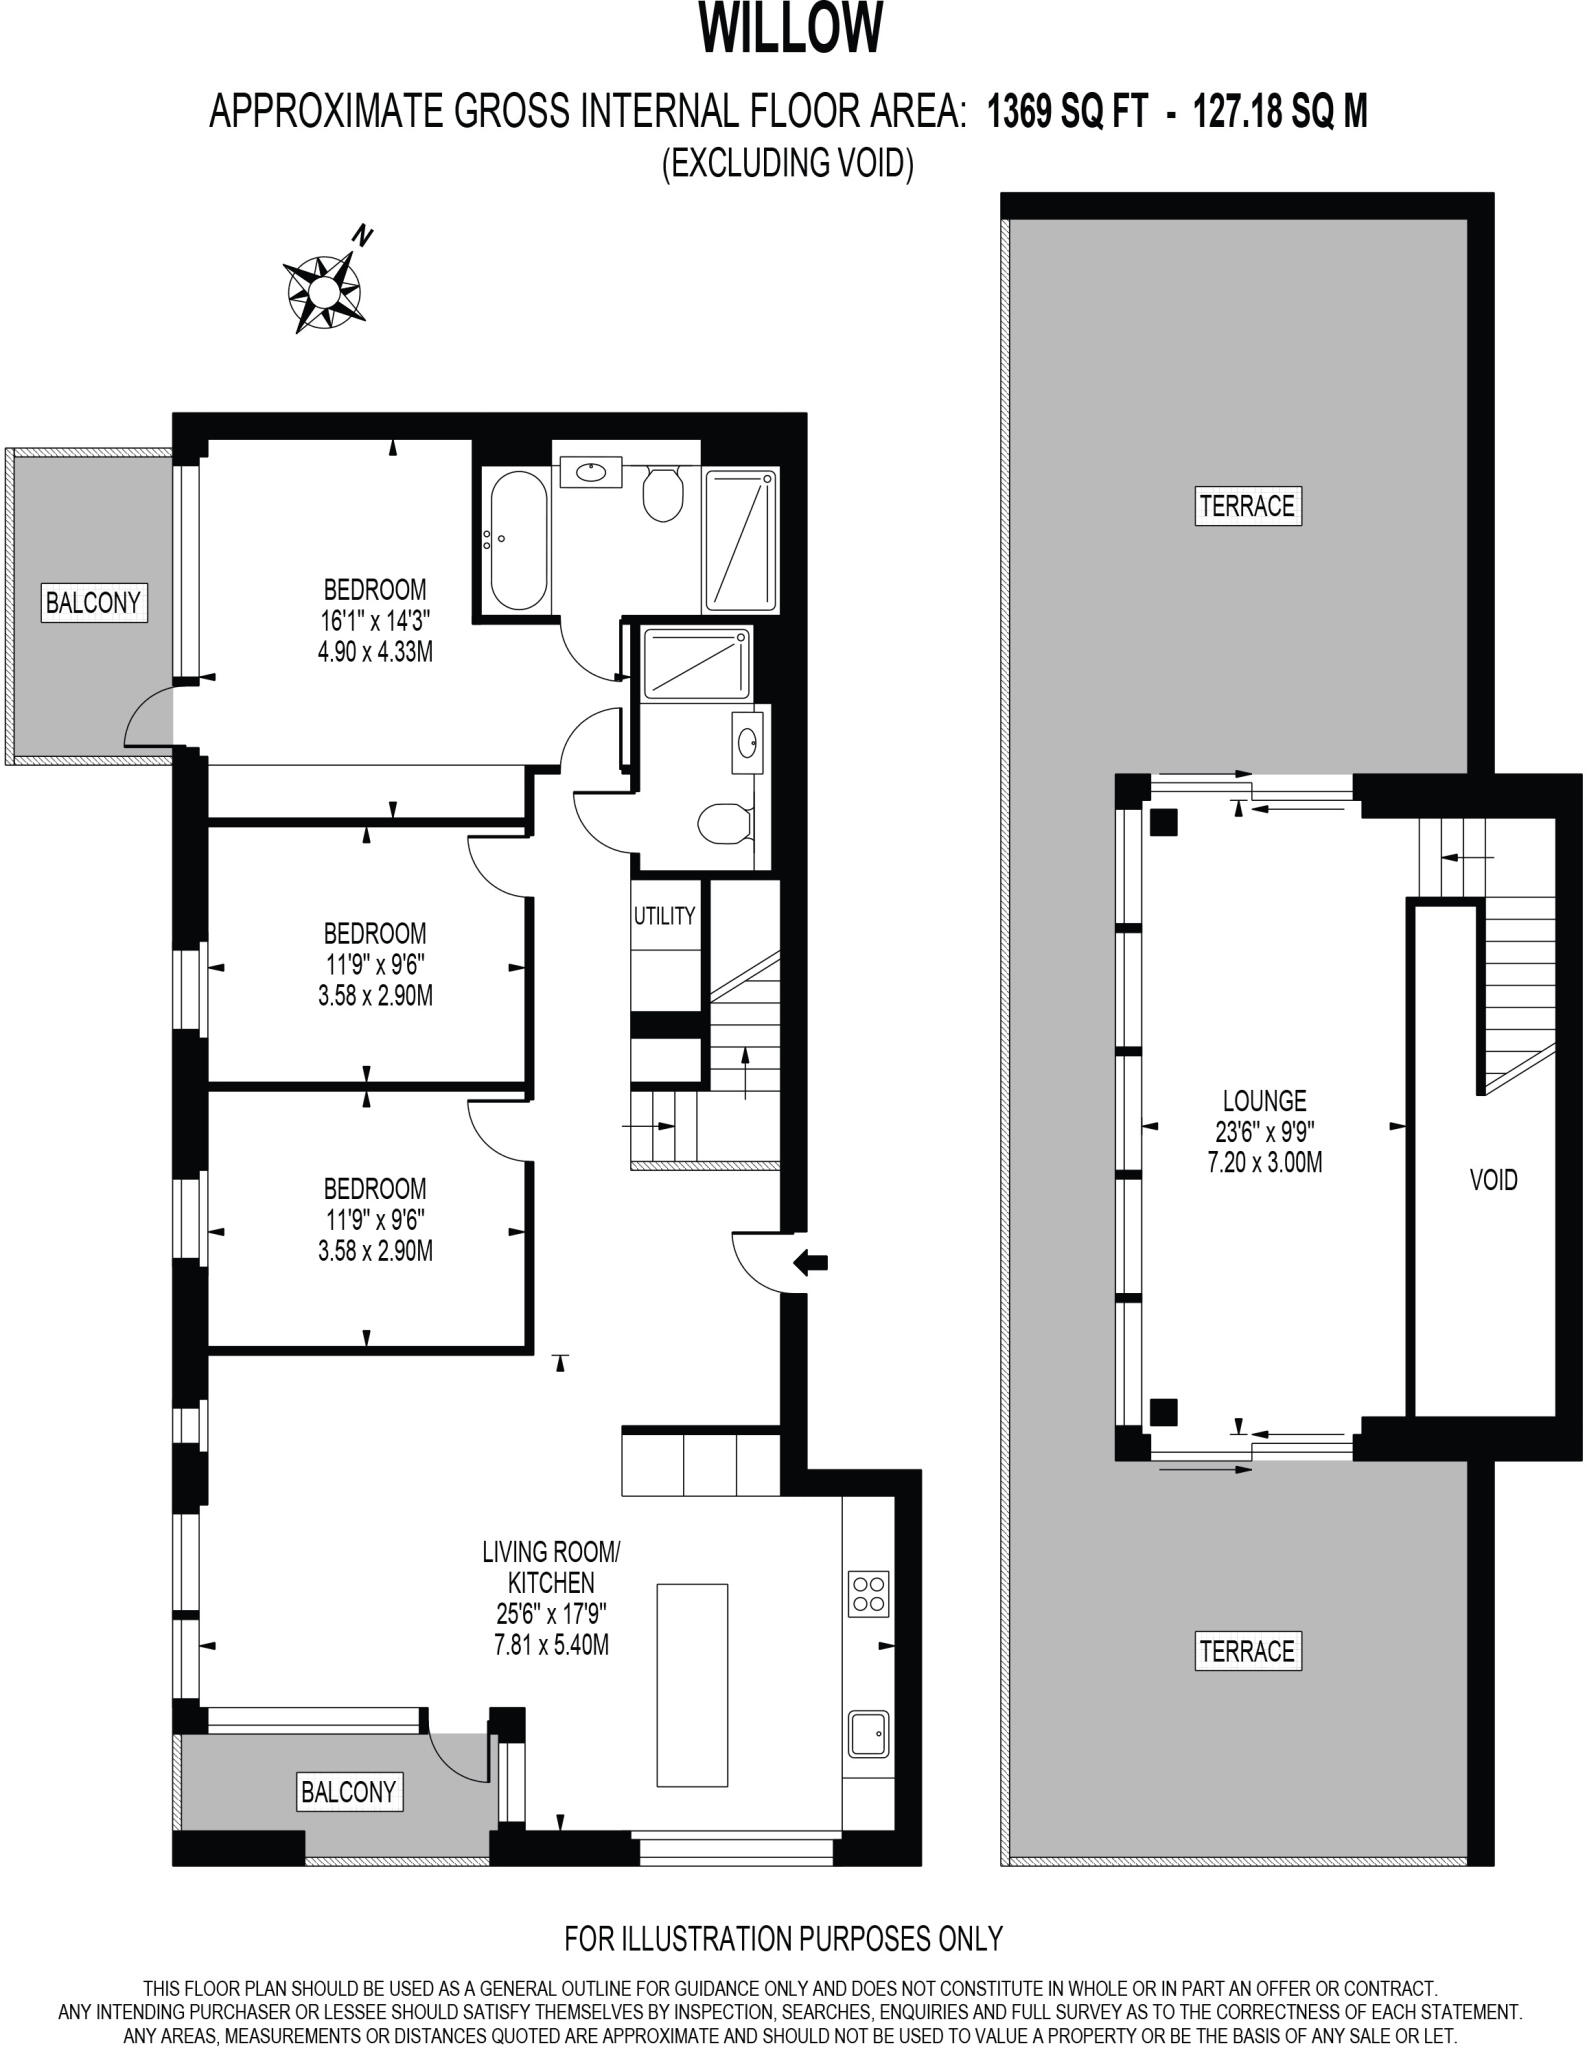 WILLOW
APPROXIMATE GROSS INTERNAL FLOOR AREA: 1369 SQ FT - 127.18 SQ M
(EXCLUDING VOID)
N
BALCONY
BEDROOM
16'1" x 14'3"
4.90 x 4.33M
BEDROOM
11'9" x 9'6"
3.58 x 2.90M
UTILITY
BEDROOM
11'9" x 9'6"
3.58 x 2.90M
LIVING ROOM/
KITCHEN
25'6" x 17'9"
7.81 x 5.40M
BALCONY
TERRACE
LOUNGE
23'6" x 9'9"
7.20 x 3.00M
VOID
TERRACE
FOR ILLUSTRATION PURPOSES ONLY
THIS FLOOR PLAN SHOULD BE USED AS A GENERAL OUTLINE FOR GUIDANCE ONLY AND DOES NOT CONSTITUTE IN WHOLE OR IN PART AN OFFER OR CONTRACT.
ANY INTENDING PURCHASER OR LESSEE SHOULD SATISFY THEMSELVES BY INSPECTION, SEARCHES, ENQUIRIES AND FULL SURVEY AS TO THE CORRECTNESS OF EACH STATEMENT.
ANY AREAS, MEASUREMENTS OR DISTANCES QUOTED ARE APPROXIMATE AND SHOULD NOT BE USED TO VALUE A PROPERTY OR BE THE BASIS OF ANY SALE OR LET.